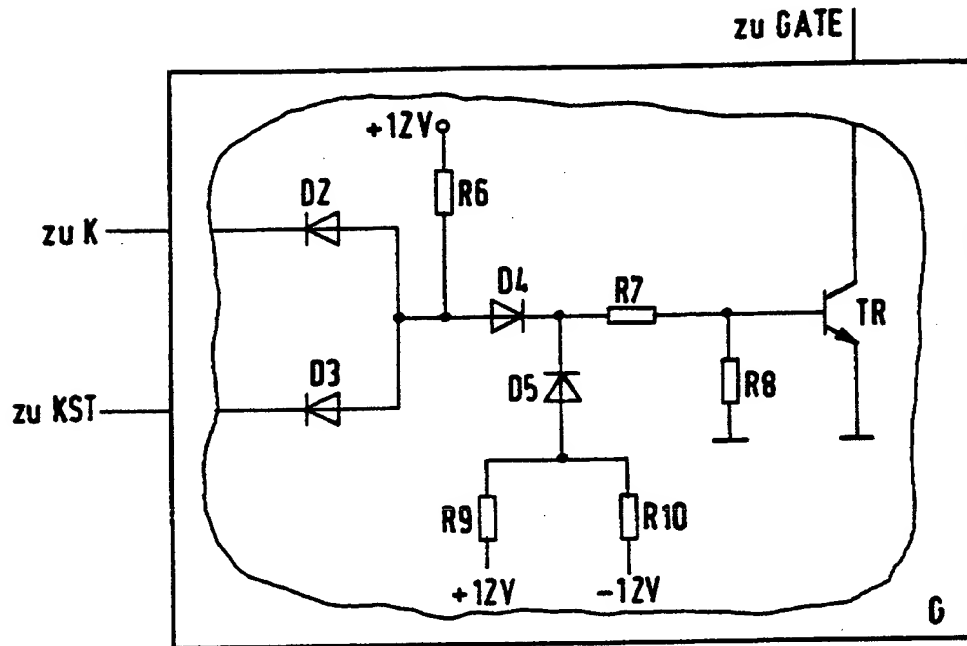 zu GATE
+12V
D2
R6
zu K
D4
R7
TR
D3
D5
R8
zu KST
R9
R10
+12V
-12V
G